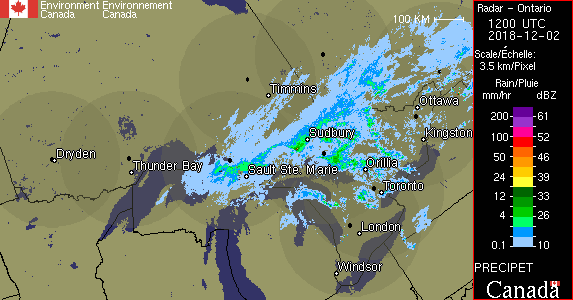 Environment Environnement
Canada Canada
100 KM
Timmins
Ottawa
Sudbury
Kingston
Dryden
Thunder Bay
Sault Ste. Marie
Orillia
Toronto
London
Windsor
Radar - Ontario
1200 UTC
2018-12-02
Scale/Échelle:
3.5 km/Pixel
Rain/Pluie
mm/hr dBZ
200 61
100 52
50 46
24 39
12 33
4 26
0.1 10
PRECIPET
Canada